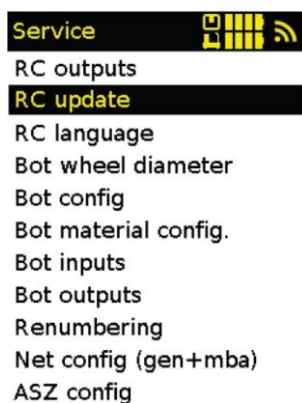 Service
RC outputs
RC update
RC language
Bot wheel diameter
Bot config
Bot material config.
Bot inputs
Bot outputs
Renumbering
Net config (gen+mba)
ASZ config